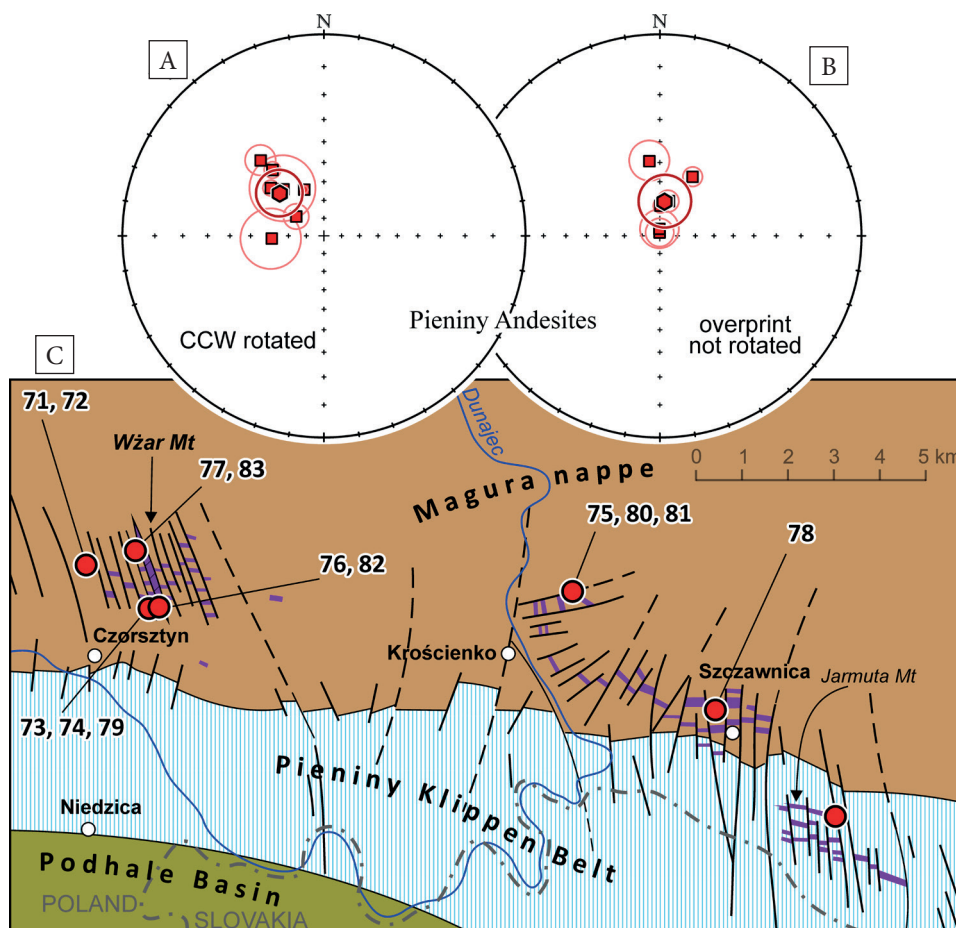 N
N
A
B
CCW rotated
Pieniny Andesites
overprint
not rotated
C
71, 72
Wżar Mt
77, 83
Dunajec
Magura nappe
0 1 2 3 4 5 km
75, 80, 81
78
76, 82
Czorsztyn
Krościenko
Szczawnica
Jarmuta Mt
73, 74, 79
Pieniny Klippen Belt
Niedzica
Podhale Basin
POLAND
SLOVAKIA